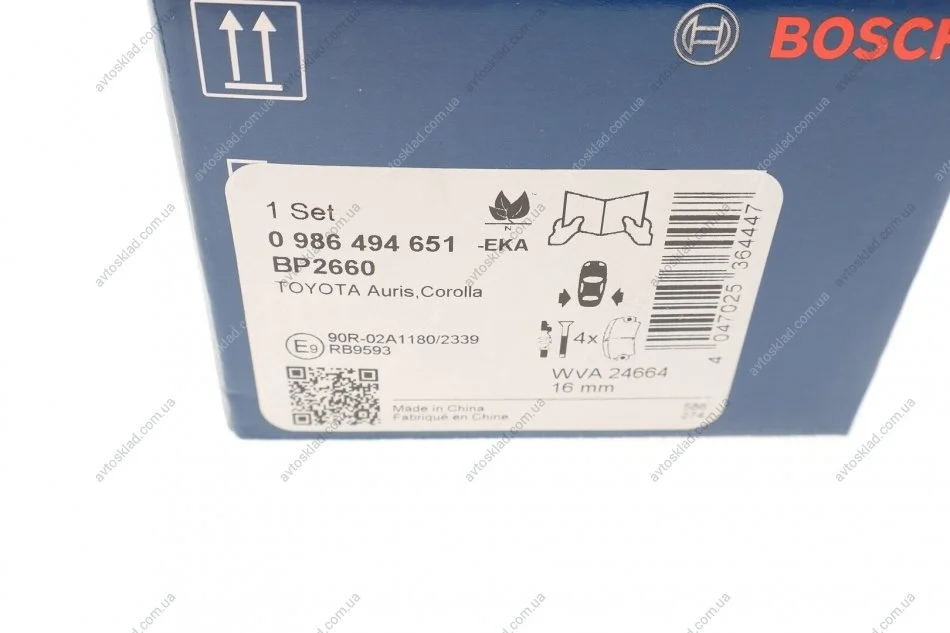 BOSCH
1 Set
0 986 494 651 -EKA
BP2660
TOYOTA Auris,Corolla
N
E9
90R-02A1180/2339
RB9593
4x
WVA 24664
16 mm
4 047025 364447
Made in China
Fabriqué en Chine
avtosklad.com.ua